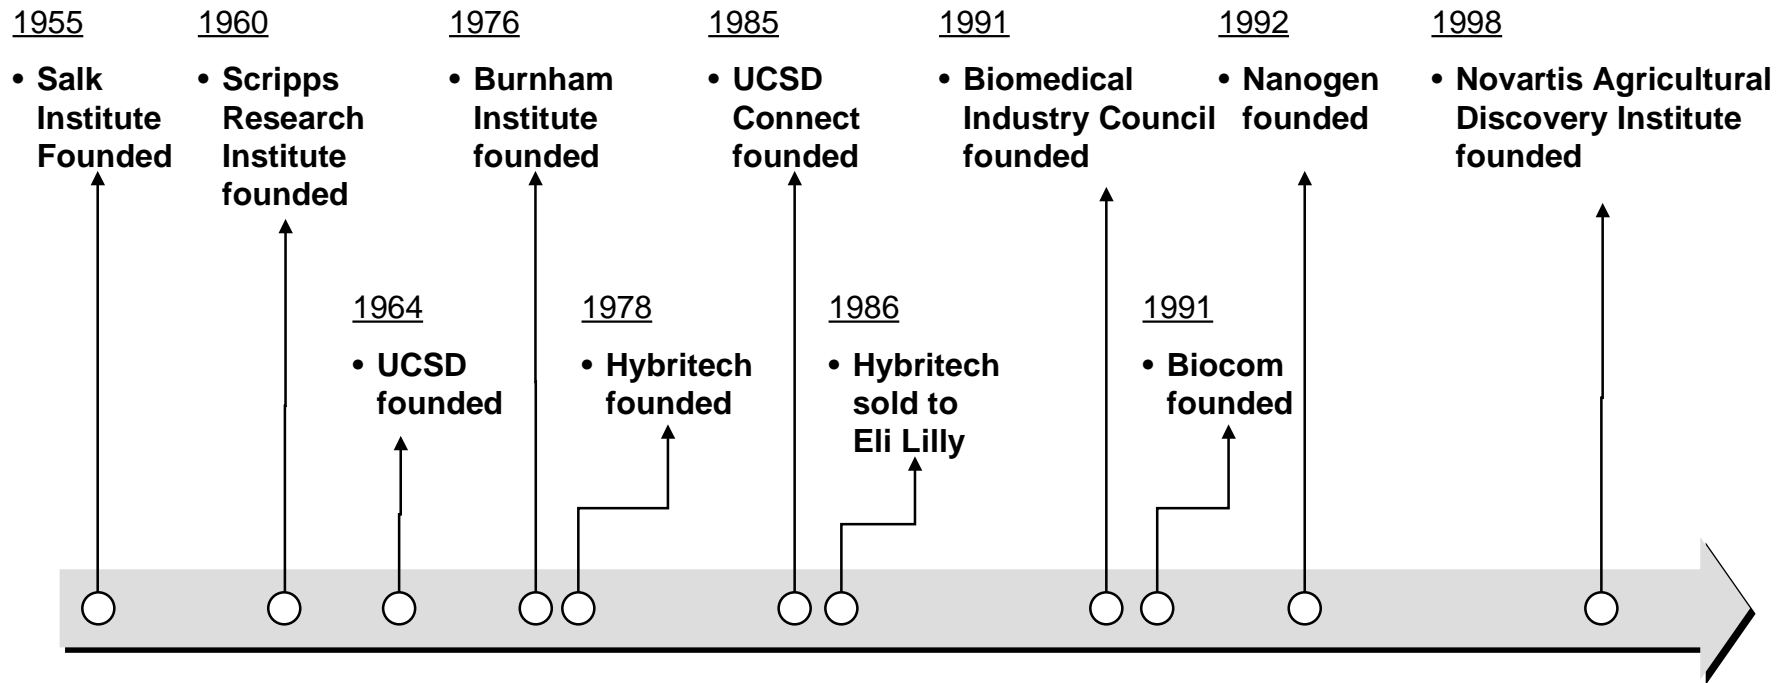 1955
• Salk
Institute
Founded
1960
• Scripps
Research
Institute
founded
1964
• UCSD
founded
1976
• Burnham
Institute
founded
1978
• Hybritech
founded
1985
• UCSD
Connect
founded
1986
• Hybritech
sold to
Eli Lilly
1991
• Biomedical
Industry Council
founded
1991
• Biocom
founded
1992
• Nanogen
founded
1998
• Novartis Agricultural
Discovery Institute
founded